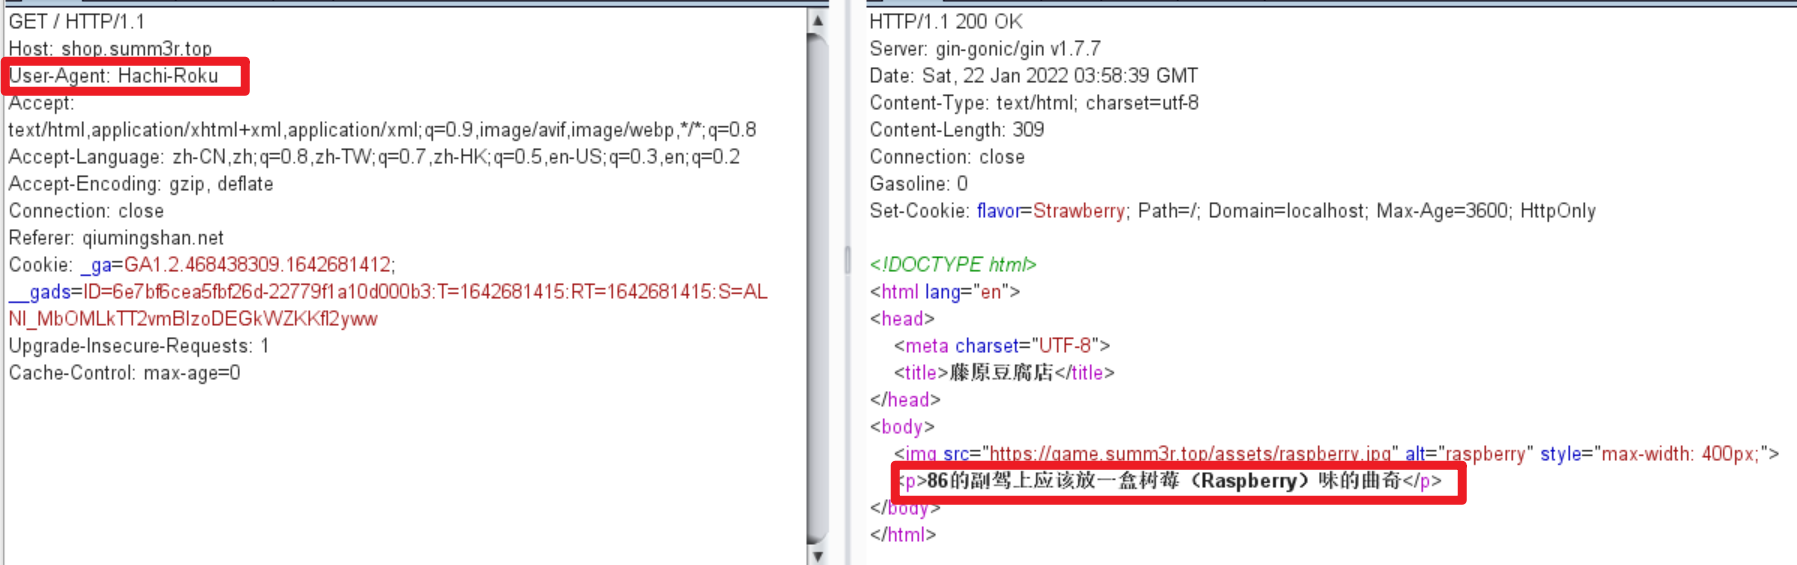 GET / HTTP/1.1
Host: shop.summ3r.top
User-Agent: Hachi-Roku
Accept:
text/html,application/xhtml+xml,application/xml;q=0.9,image/avif,image/webp,*/*;q=0.8
Accept-Language: zh-CN,zh;q=0.8,zh-TW;q=0.7,zh-HK;q=0.5,en-US;q=0.3,en;q=0.2
Accept-Encoding: gzip, deflate
Connection: close
Referer: qiumingshan.net
Cookie: _ga=GA1.2.468438309.1642681412;
__gads=ID=6e7bf6cea5fbf26d-22779f1a10d000b3:T=1642681415:RT=1642681415:S=AL
NI_MbOMLkTT2vmBIzoDEGkWZKKfl2yww
Upgrade-Insecure-Requests: 1
Cache-Control: max-age=0
HTTP/1.1 200 OK
Server: gin-gonic/gin v1.7.7
Date: Sat, 22 Jan 2022 03:58:39 GMT
Content-Type: text/html; charset=utf-8
Content-Length: 309
Connection: close
Gasoline: 0
Set-Cookie: flavor=Strawberry; Path=/; Domain=localhost; Max-Age=3600; HttpOnly
<!DOCTYPE html>
<html lang="en">
<head>
<meta charset="UTF-8">
<title>藤原豆腐店</title>
</head>
<body>
<img src="https://game.summ3r.top/assets/raspberry.jpg" alt="raspberry" style="max-width: 400px;">
<p>86的副驾上应该放一盒树莓（Raspberry）味的曲奇</p>
</body>
</html>